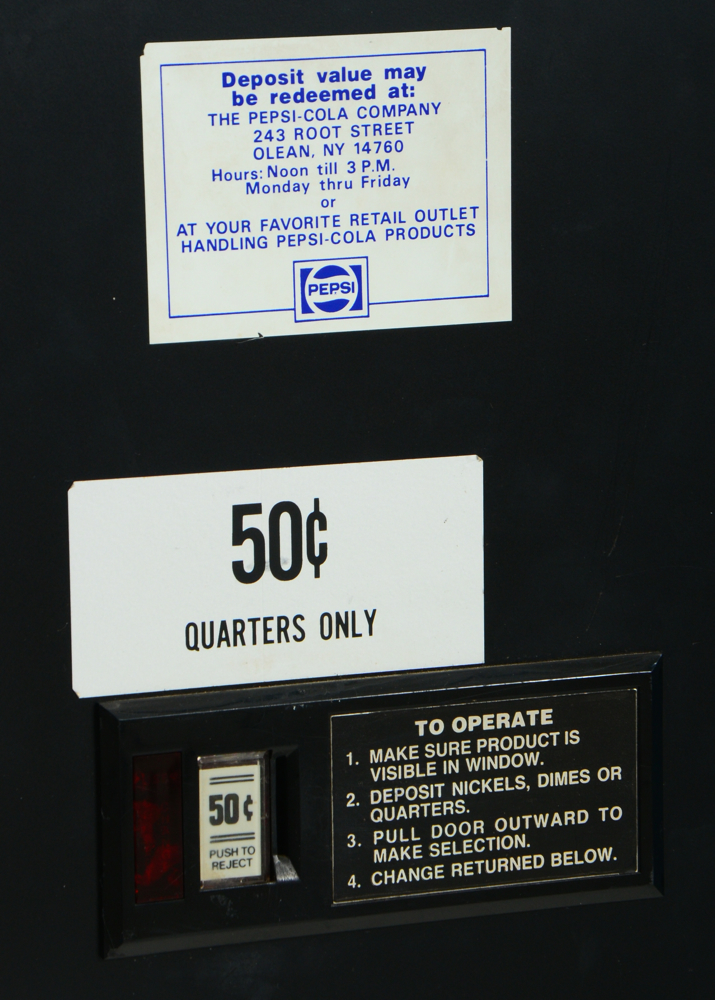 Deposit value may
be redeemed at:
THE PEPSI-COLA COMPANY
243 ROOT STREET
OLEAN, NY 14760
Hours: Noon till 3 P.M.
Monday thru Friday
or
AT YOUR FAVORITE RETAIL OUTLET
HANDLING PEPSI-COLA PRODUCTS
PEPSI
50¢
QUARTERS ONLY
50¢
PUSH TO
REJECT
TO OPERATE
1. MAKE SURE PRODUCT IS
VISIBLE IN WINDOW.
2. DEPOSIT NICKELS, DIMES OR
QUARTERS.
3. PULL DOOR OUTWARD TO
MAKE SELECTION.
4. CHANGE RETURNED BELOW.